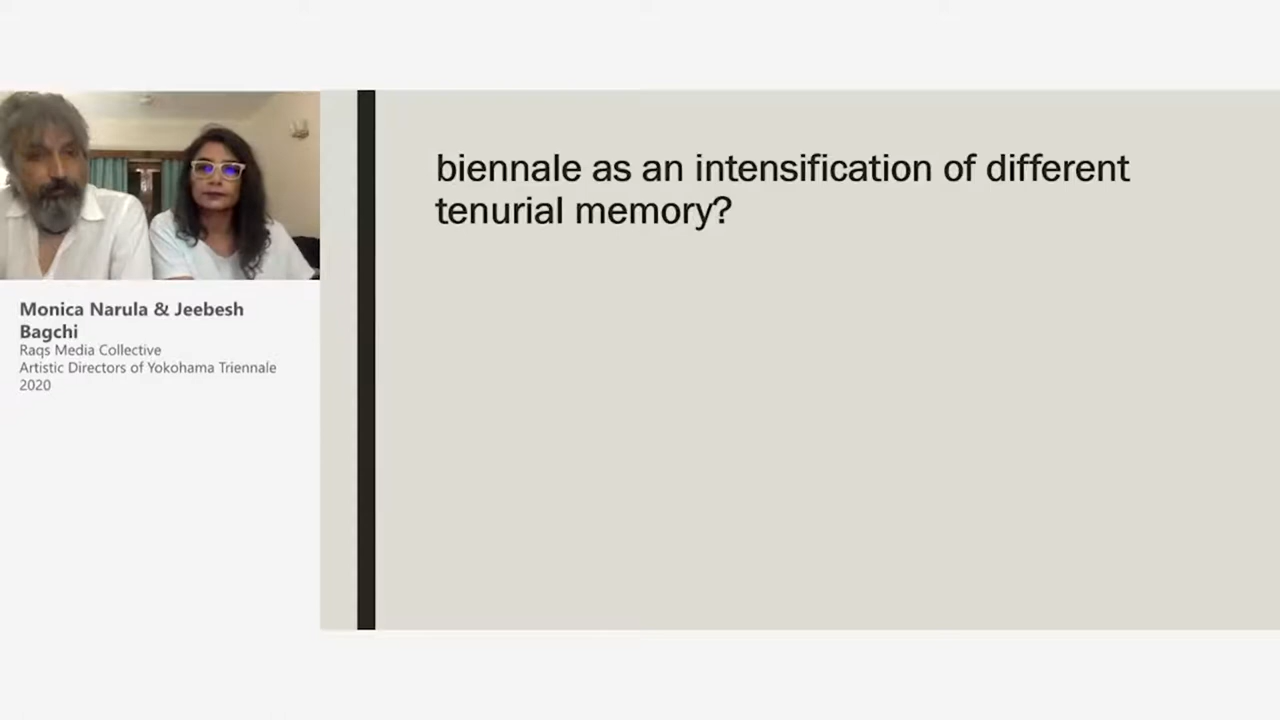 biennale as an intensification of different
tenurial memory?
Monica Narula & Jeebesh
Bagchi
Raqs Media Collective
Artistic Directors of Yokohama Triennale
2020